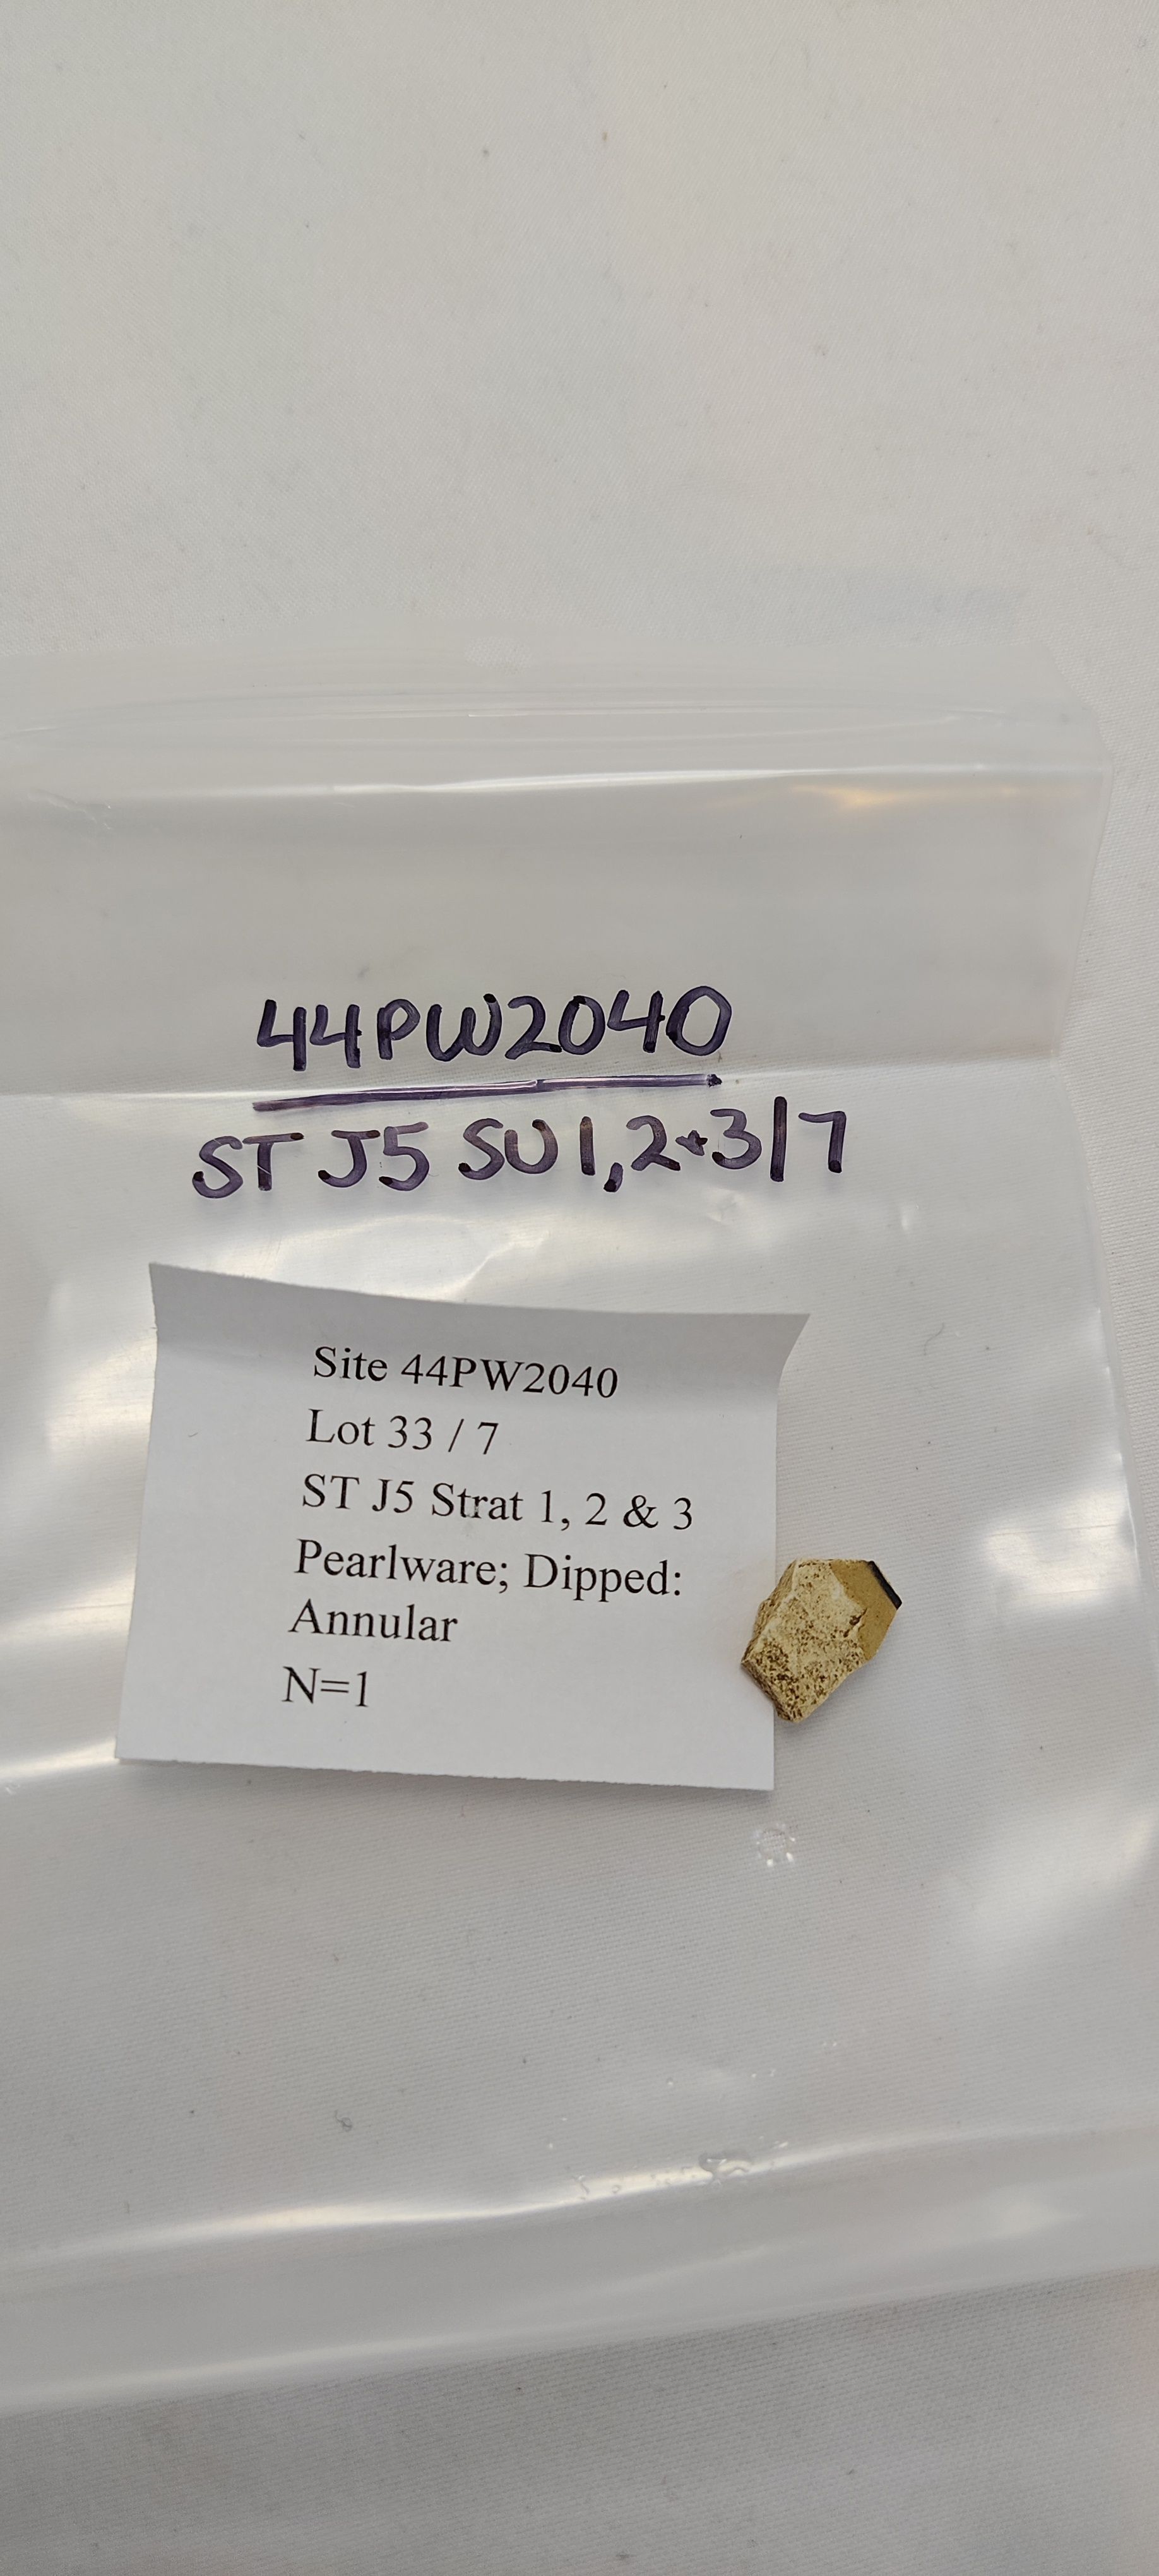 44PW2040
ST J5 SU 1,2+3/7
Site 44PW2040
Lot 33 / 7
ST J5 Strat 1, 2 & 3
Pearlware; Dipped:
Annular
N=1